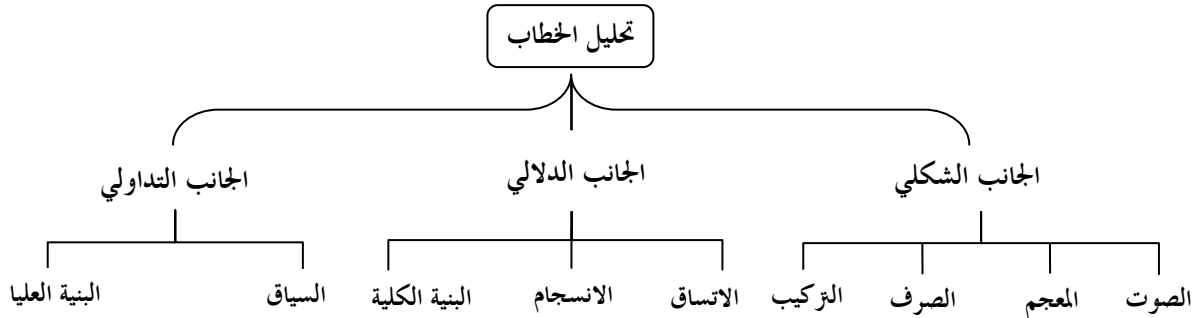 تحليل الخطاب
الجانب الشكلي
الجانب الدلالي
الجانب التداولي
الصوت
المعجم
الصرف
التركيب
الاتساق
الانسجام
البنية الكلية
السياق
البنية العليا